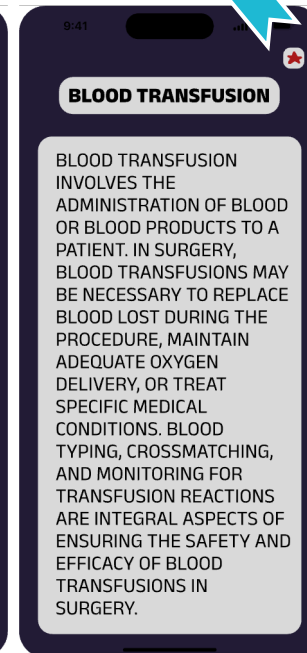 9:41
BLOOD TRANSFUSION
BLOOD TRANSFUSION
INVOLVES THE
ADMINISTRATION OF BLOOD
OR BLOOD PRODUCTS TO A
PATIENT. IN SURGERY,
BLOOD TRANSFUSIONS MAY
BE NECESSARY TO REPLACE
BLOOD LOST DURING THE
PROCEDURE, MAINTAIN
ADEQUATE OXYGEN
DELIVERY, OR TREAT
SPECIFIC MEDICAL
CONDITIONS. BLOOD
TYPING, CROSSMATCHING,
AND MONITORING FOR
TRANSFUSION REACTIONS
ARE INTEGRAL ASPECTS OF
ENSURING THE SAFETY AND
EFFICACY OF BLOOD
TRANSFUSIONS IN
SURGERY.